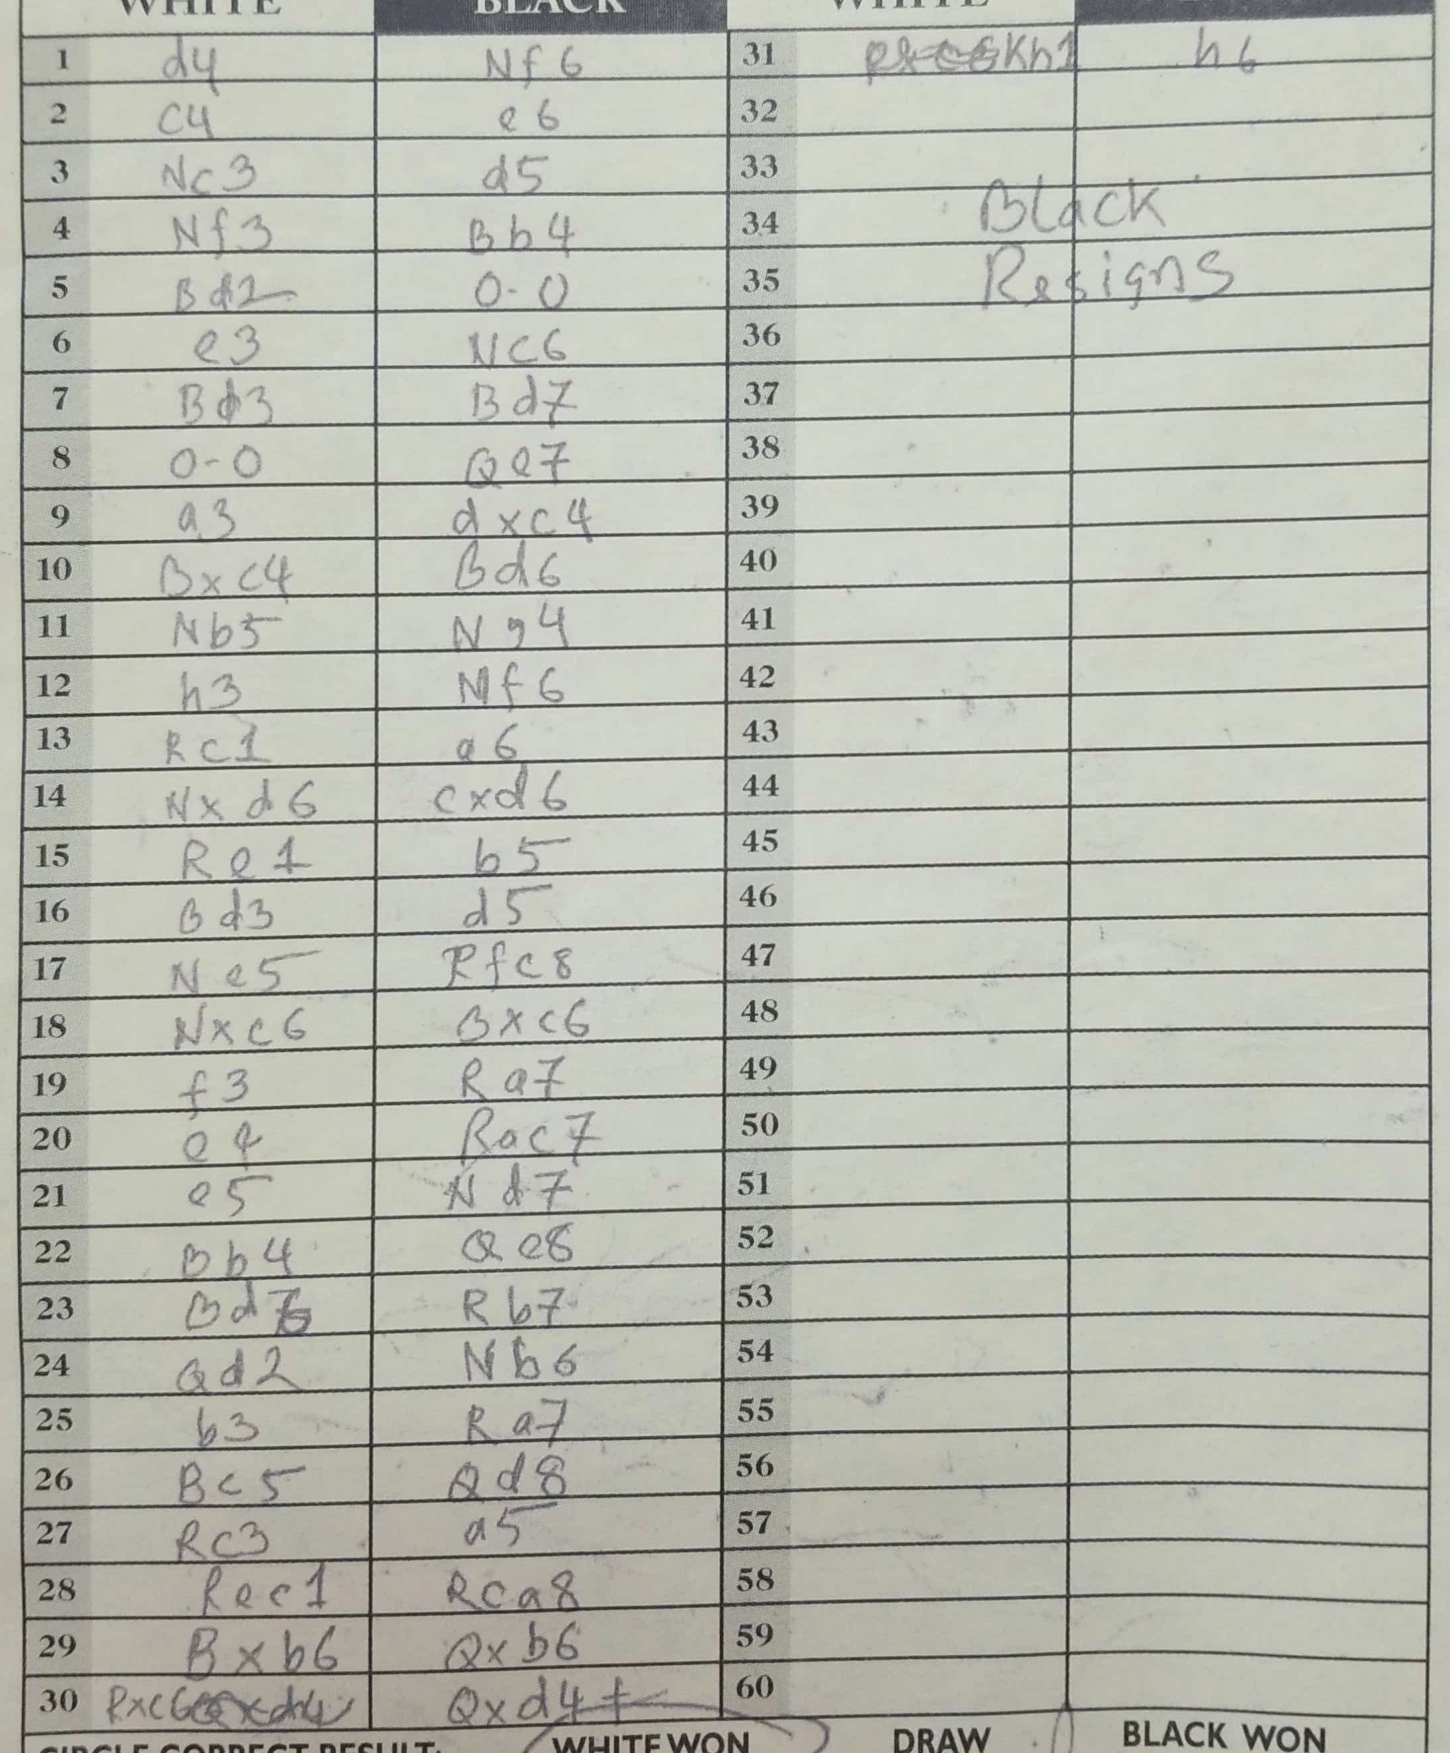 WHITE BLACK WHITE
1 d4 Nf6
2 c4 e6
3 Nc3 d5
4 Nf3 Bb4
5 Bd2 0-0
6 e3 Nc6
7 Bd3 Bd7
8 0-0 Qe7
9 a3 dxc4
10 Bxc4 Bd6
11 Nb5 Ng4
12 h3 Nf6
13 Rc1 a6
14 Nxd6 cxd6
15 Re1 b5
16 Bd3 d5
17 Ne5 Rfc8
18 Nxc6 Bxc6
19 f3 Ra7
20 e4 Rac7
21 e5 Nd7
22 Bb4 Qe8
23 Bd6 Rb7
24 Qd2 Nb6
25 b3 Ra7
26 Bc5 Qd8
27 Rc3 a5
28 Rec1 Rca8
29 Bxb6 Qxb6
30 Rxc6 Qxd4+
31 Kh1 h6
32
33
34 Black
35 Resigns
36
37
38
39
40
41
42
43
44
45
46
47
48
49
50
51
52
53
54
55
56
57
58
59
60
CIRCLE CORRECT RESULT: WHITE WON DRAW BLACK WON